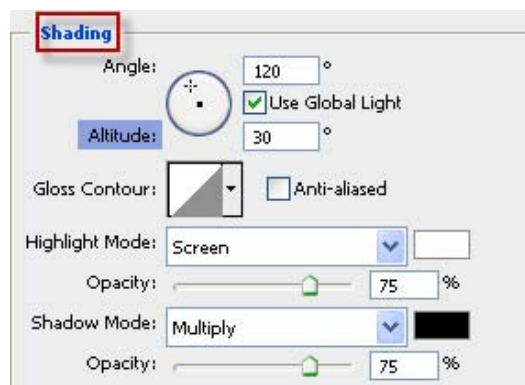 Shading
Angle: 120 °
Use Global Light
Altitude: 30 °
Gloss Contour: Anti-aliased
Highlight Mode: Screen
Opacity: 75 %
Shadow Mode: Multiply
Opacity: 75 %